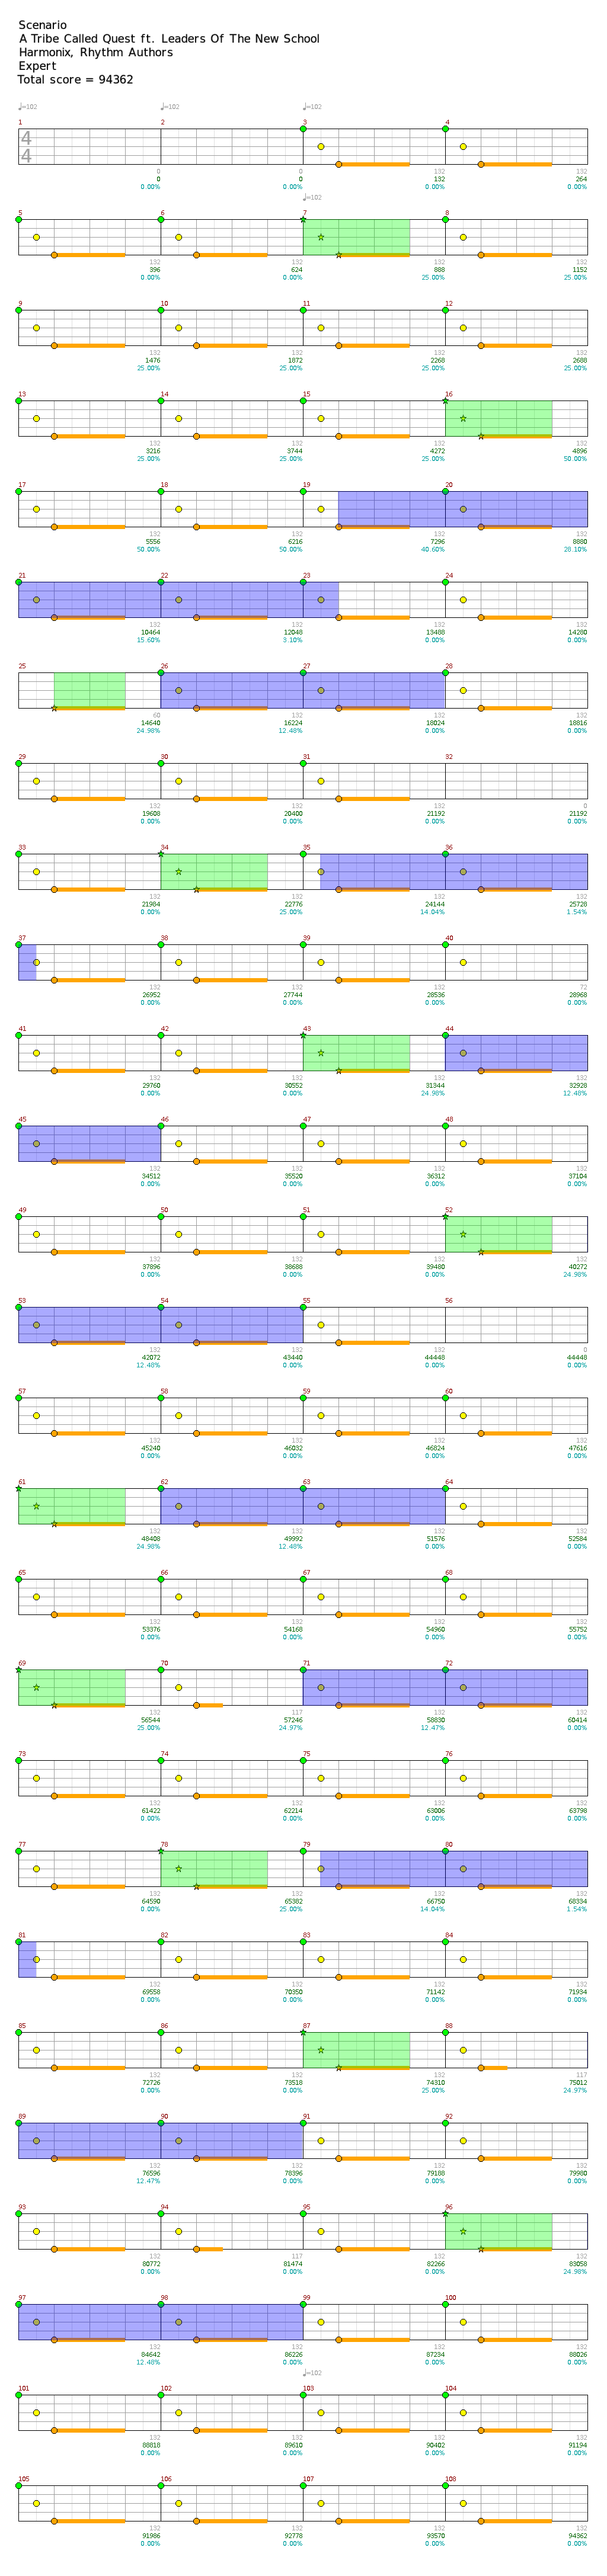 Scenario
A Tribe Called Quest ft. Leaders Of The New School
Harmonix, Rhythm Authors
Expert
Total score = 94362
♩=102 ♩=102 ♩=102
1 2 3 4
4
4
0 0 132 132
0 0 132 264
0.00% 0.00% 0.00% 0.00%
♩=102
5 6 7 8
132 132 132 132
396 624 888 1152
0.00% 0.00% 25.00% 25.00%
9 10 11 12
132 132 132 132
1476 1872 2268 2688
25.00% 25.00% 25.00% 25.00%
13 14 15 16
132 132 132 132
3216 3744 4272 4896
25.00% 25.00% 25.00% 50.00%
17 18 19 20
132 132 132 132
5556 6216 7296 8880
50.00% 50.00% 40.60% 28.10%
21 22 23 24
132 132 132 132
10464 12048 13488 14280
15.60% 3.10% 0.00% 0.00%
25 26 27 28
60 132 132 132
14640 16224 18024 18816
24.98% 12.48% 0.00% 0.00%
29 30 31 32
132 132 132 0
19608 20400 21192 21192
0.00% 0.00% 0.00% 0.00%
33 34 35 36
132 132 132 132
21984 22776 24144 25728
0.00% 25.00% 14.04% 1.54%
37 38 39 40
132 132 132 72
26952 27744 28536 28968
0.00% 0.00% 0.00% 0.00%
41 42 43 44
132 132 132 132
29760 30552 31344 32928
0.00% 0.00% 24.98% 12.48%
45 46 47 48
132 132 132 132
34512 35520 36312 37104
0.00% 0.00% 0.00% 0.00%
49 50 51 52
132 132 132 132
37896 38688 39480 40272
0.00% 0.00% 0.00% 24.98%
53 54 55 56
132 132 132 0
42072 43440 44448 44448
12.48% 0.00% 0.00% 0.00%
57 58 59 60
132 132 132 132
45240 46032 46824 47616
0.00% 0.00% 0.00% 0.00%
61 62 63 64
132 132 132 132
48408 49992 51576 52584
24.98% 12.48% 0.00% 0.00%
65 66 67 68
132 132 132 132
53376 54168 54960 55752
0.00% 0.00% 0.00% 0.00%
69 70 71 72
132 117 132 132
56544 57246 58830 60414
25.00% 24.97% 12.47% 0.00%
73 74 75 76
132 132 132 132
61422 62214 63006 63798
0.00% 0.00% 0.00% 0.00%
77 78 79 80
132 132 132 132
64590 65382 66750 68334
0.00% 25.00% 14.04% 1.54%
81 82 83 84
132 132 132 132
69558 70350 71142 71934
0.00% 0.00% 0.00% 0.00%
85 86 87 88
132 132 132 117
72726 73518 74310 75012
0.00% 0.00% 25.00% 24.97%
89 90 91 92
132 132 132 132
76596 78396 79188 79980
12.47% 0.00% 0.00% 0.00%
93 94 95 96
132 117 132 132
80772 81474 82266 83058
0.00% 0.00% 0.00% 24.98%
97 98 99 100
132 132 132 132
84642 86226 87234 88026
12.48% 0.00% 0.00% 0.00%
♩=102
101 102 103 104
132 132 132 132
88818 89610 90402 91194
0.00% 0.00% 0.00% 0.00%
105 106 107 108
132 132 132 132
91986 92778 93570 94362
0.00% 0.00% 0.00% 0.00%